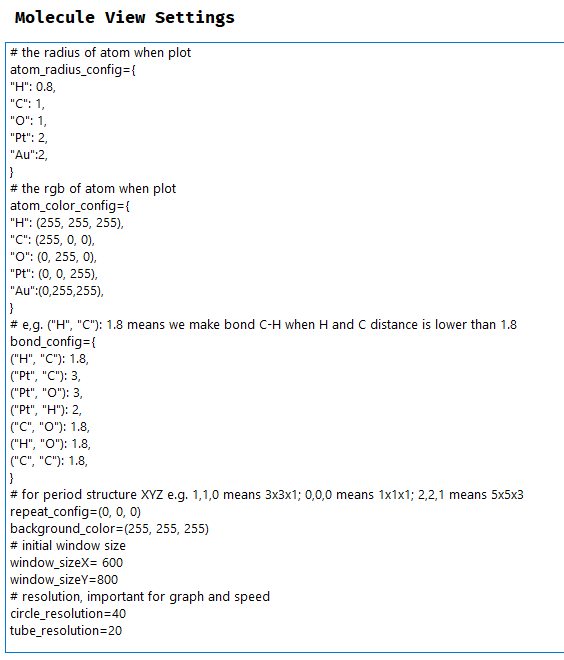 Molecule View Settings
# the radius of atom when plot
atom_radius_config={
"H": 0.8,
"C": 1,
"O": 1,
"Pt": 2,
"Au":2,
}
# the rgb of atom when plot
atom_color_config={
"H": (255, 255, 255),
"C": (255, 0, 0),
"O": (0, 255, 0),
"Pt": (0, 0, 255),
"Au":(0,255,255),
}
# e,g. ("H", "C"): 1.8 means we make bond C-H when H and C distance is lower than 1.8
bond_config={
("H", "C"): 1.8,
("Pt", "C"): 3,
("Pt", "O"): 3,
("Pt", "H"): 2,
("C", "O"): 1.8,
("H", "O"): 1.8,
("C", "C"): 1.8,
}
# for period structure XYZ e.g. 1,1,0 means 3x3x1; 0,0,0 means 1x1x1; 2,2,1 means 5x5x3
repeat_config=(0, 0, 0)
background_color=(255, 255, 255)
# initial window size
window_sizeX= 600
window_sizeY=800
# resolution, important for graph and speed
circle_resolution=40
tube_resolution=20